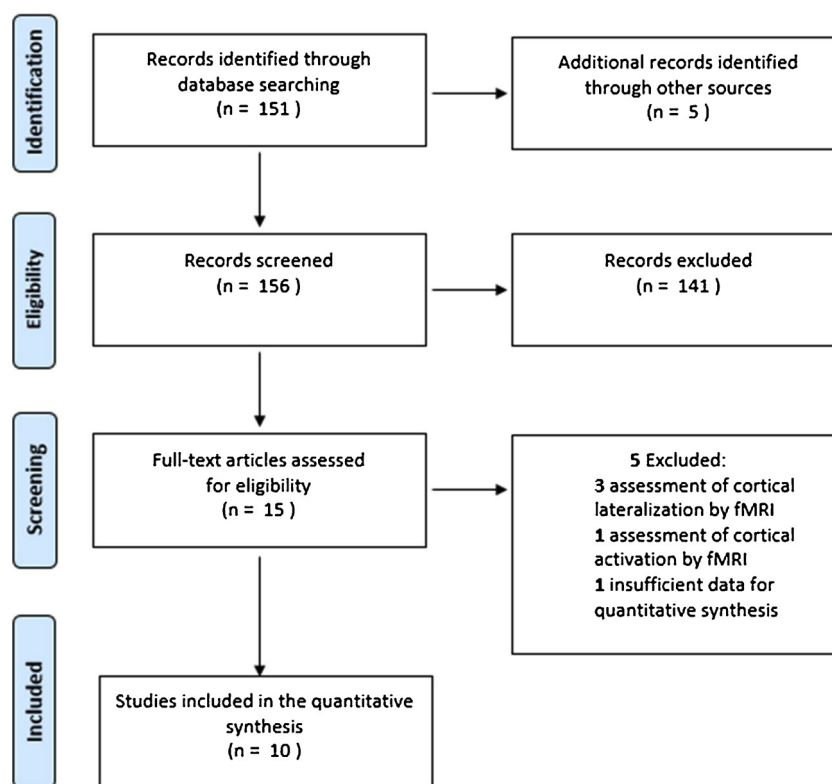 Identification
Records identified through
database searching
(n = 151 )
Additional records identified
through other sources
(n = 5 )
Eligibility
Records screened
(n = 156 )
Records excluded
(n = 141 )
Screening
Full-text articles assessed
for eligibility
(n = 15 )
5 Excluded:
3 assessment of cortical
lateralization by fMRI
1 assessment of cortical
activation by fMRI
1 insufficient data for
quantitative synthesis
Included
Studies included in the quantitative
synthesis
(n = 10 )